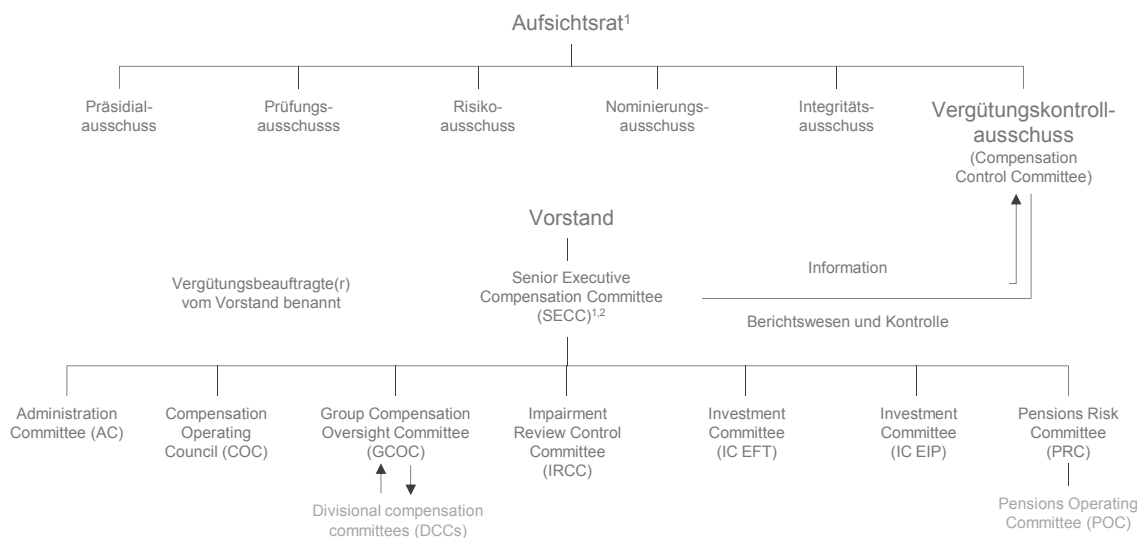 Aufsichtsrat1
Präsidial-
ausschuss
Prüfungs-
ausschusss
Risiko-
ausschuss
Nominierungs-
ausschuss
Integritäts-
ausschuss
Vergütungskontroll-
ausschuss
(Compensation
Control Committee)
Vorstand
Vergütungsbeauftragte(r)
vom Vorstand benannt
Senior Executive
Compensation Committee
(SECC)1,2
Information
Berichtswesen und Kontrolle
Administration
Committee (AC)
Compensation
Operating
Council (COC)
Group Compensation
Oversight Committee
(GCOC)
Impairment
Review Control
Committee
(IRCC)
Investment
Committee
(IC EFT)
Investment
Committee
(IC EIP)
Pensions Risk
Committee
(PRC)
Divisional compensation
committees (DCCs)
Pensions Operating
Committee (POC)